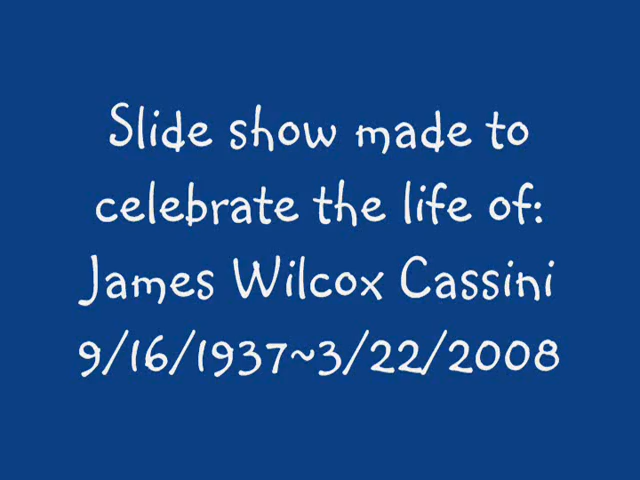 Slide show made to
celebrate the life of:
James Wilcox Cassini
9/16/1937~3/22/2008